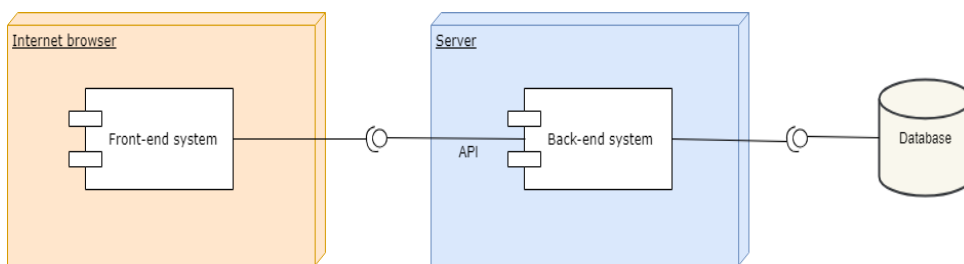 Internet browser
Server
Front-end system
API
Back-end system
Database